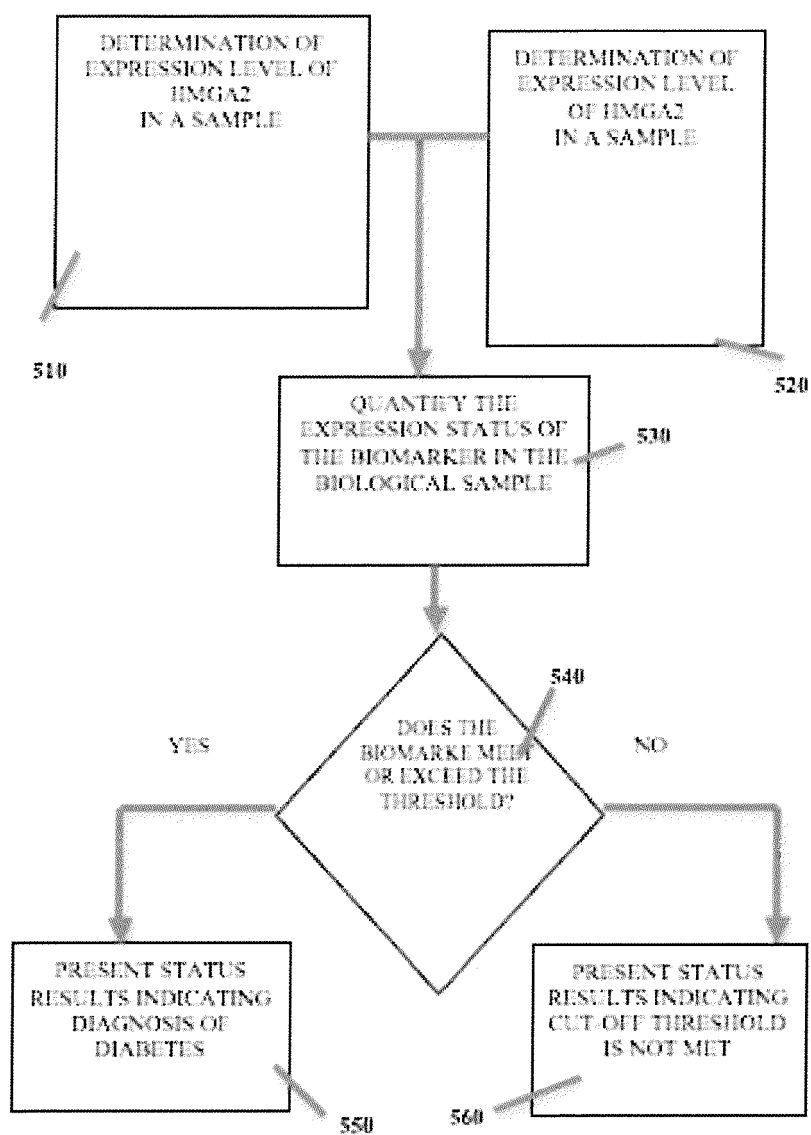 DETERMINATION OF
EXPRESSION LEVEL OF
HMGA2
IN A SAMPLE
DETERMINATION OF
EXPRESSION LEVEL
OF HMGA2
IN A SAMPLE
510
520
QUANTIFY THE
EXPRESSION STATUS OF
THE BIOMARKER IN THE
BIOLOGICAL SAMPLE
530
540
DOES THE
BIOMARKE MEET
OR EXCEED THE
THRESHOLD?
YES
NO
PRESENT STATUS
RESULTS INDICATING
DIAGNOSIS OF
DIABETES
PRESENT STATUS
RESULTS INDICATING
CUT-OFF THRESHOLD
IS NOT MET
550
560